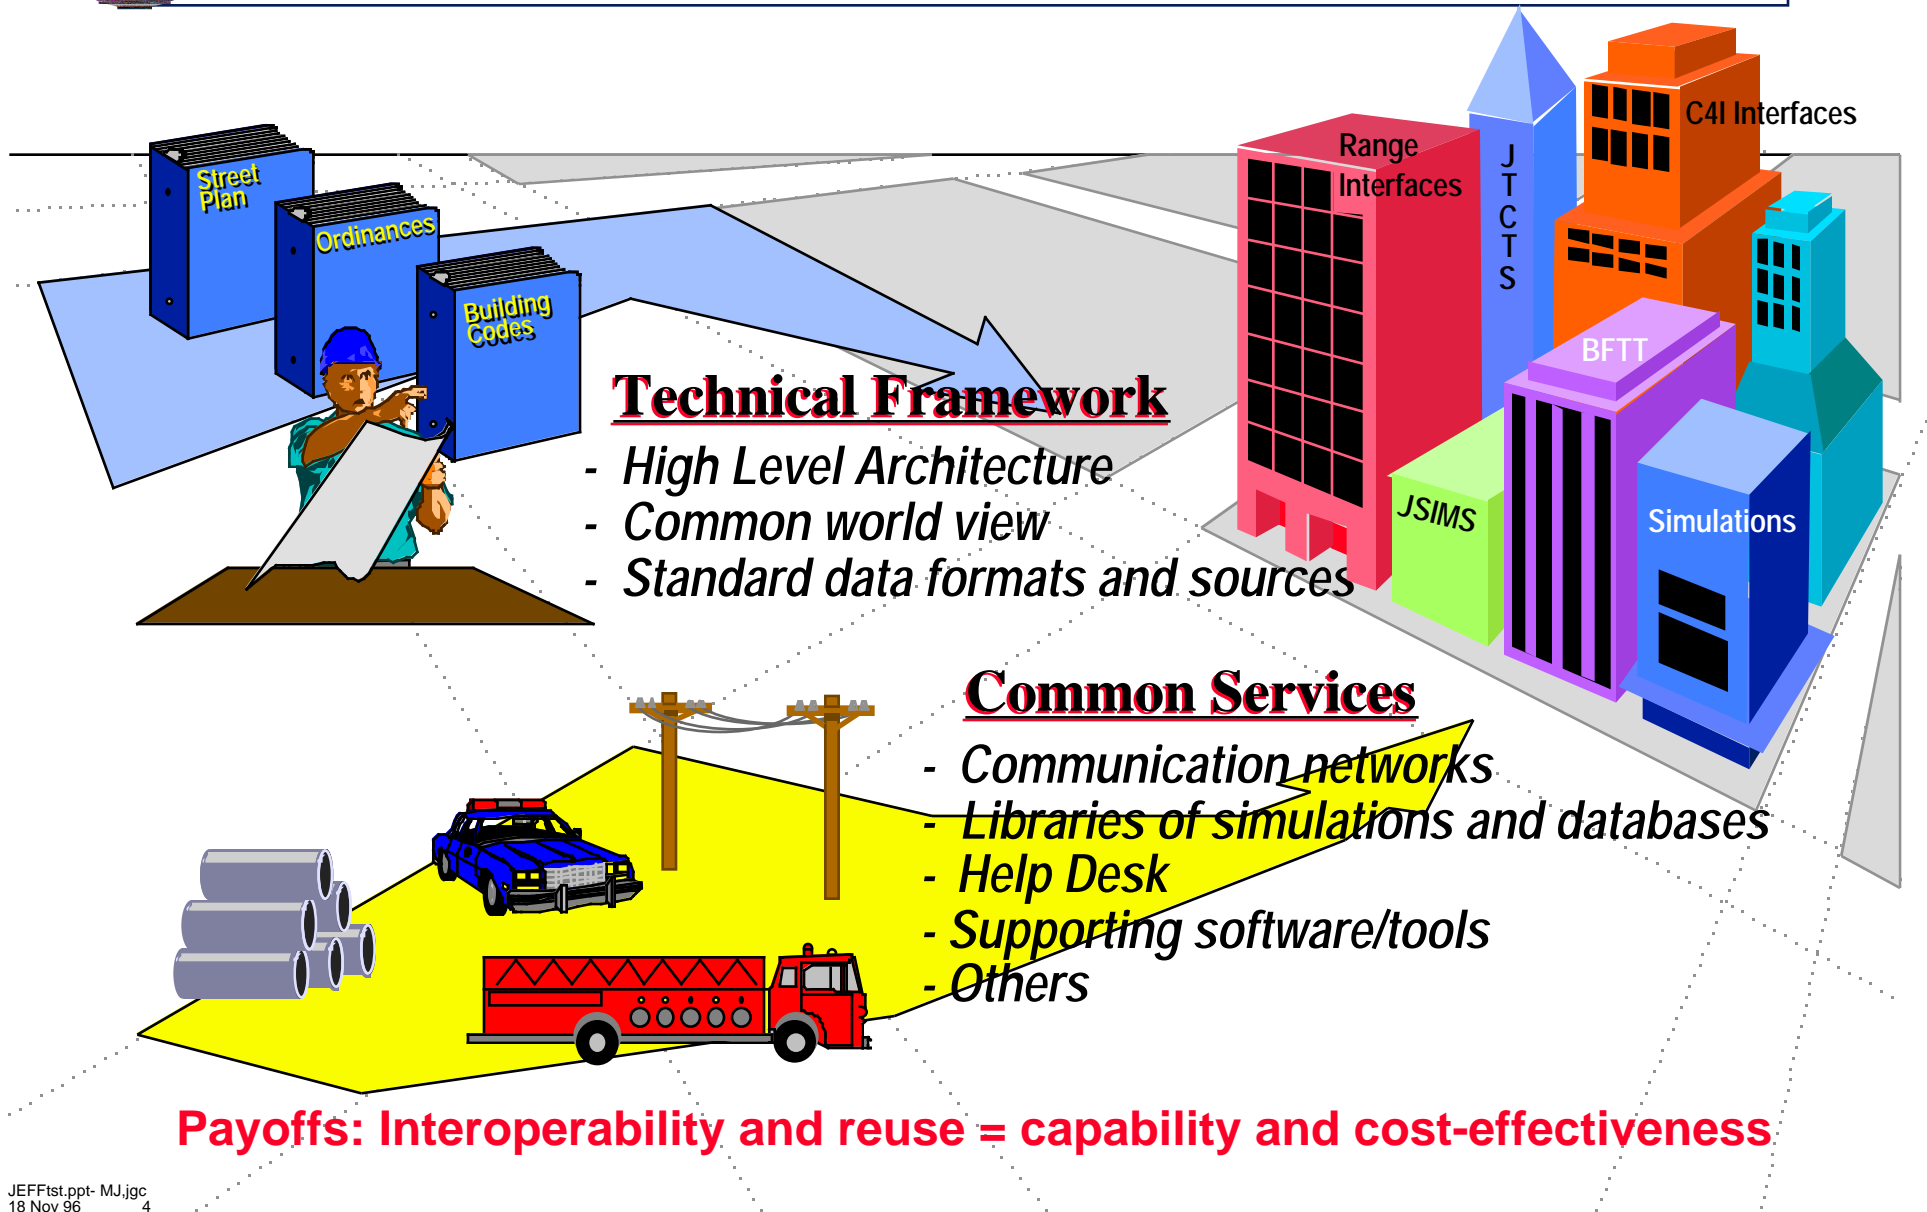 Street
Plan
Ordinances
Building
Codes
Range
Interfaces
JTCTS
C4I Interfaces
BFTT
JSIMS
Simulations
Technical Framework
- High Level Architecture
- Common world view
- Standard data formats and sources
Common Services
- Communication networks
- Libraries of simulations and databases
- Help Desk
- Supporting software/tools
- Others
Payoffs: Interoperability and reuse = capability and cost-effectiveness
JEFFtst.ppt- MJ,jgc
18 Nov 96 4